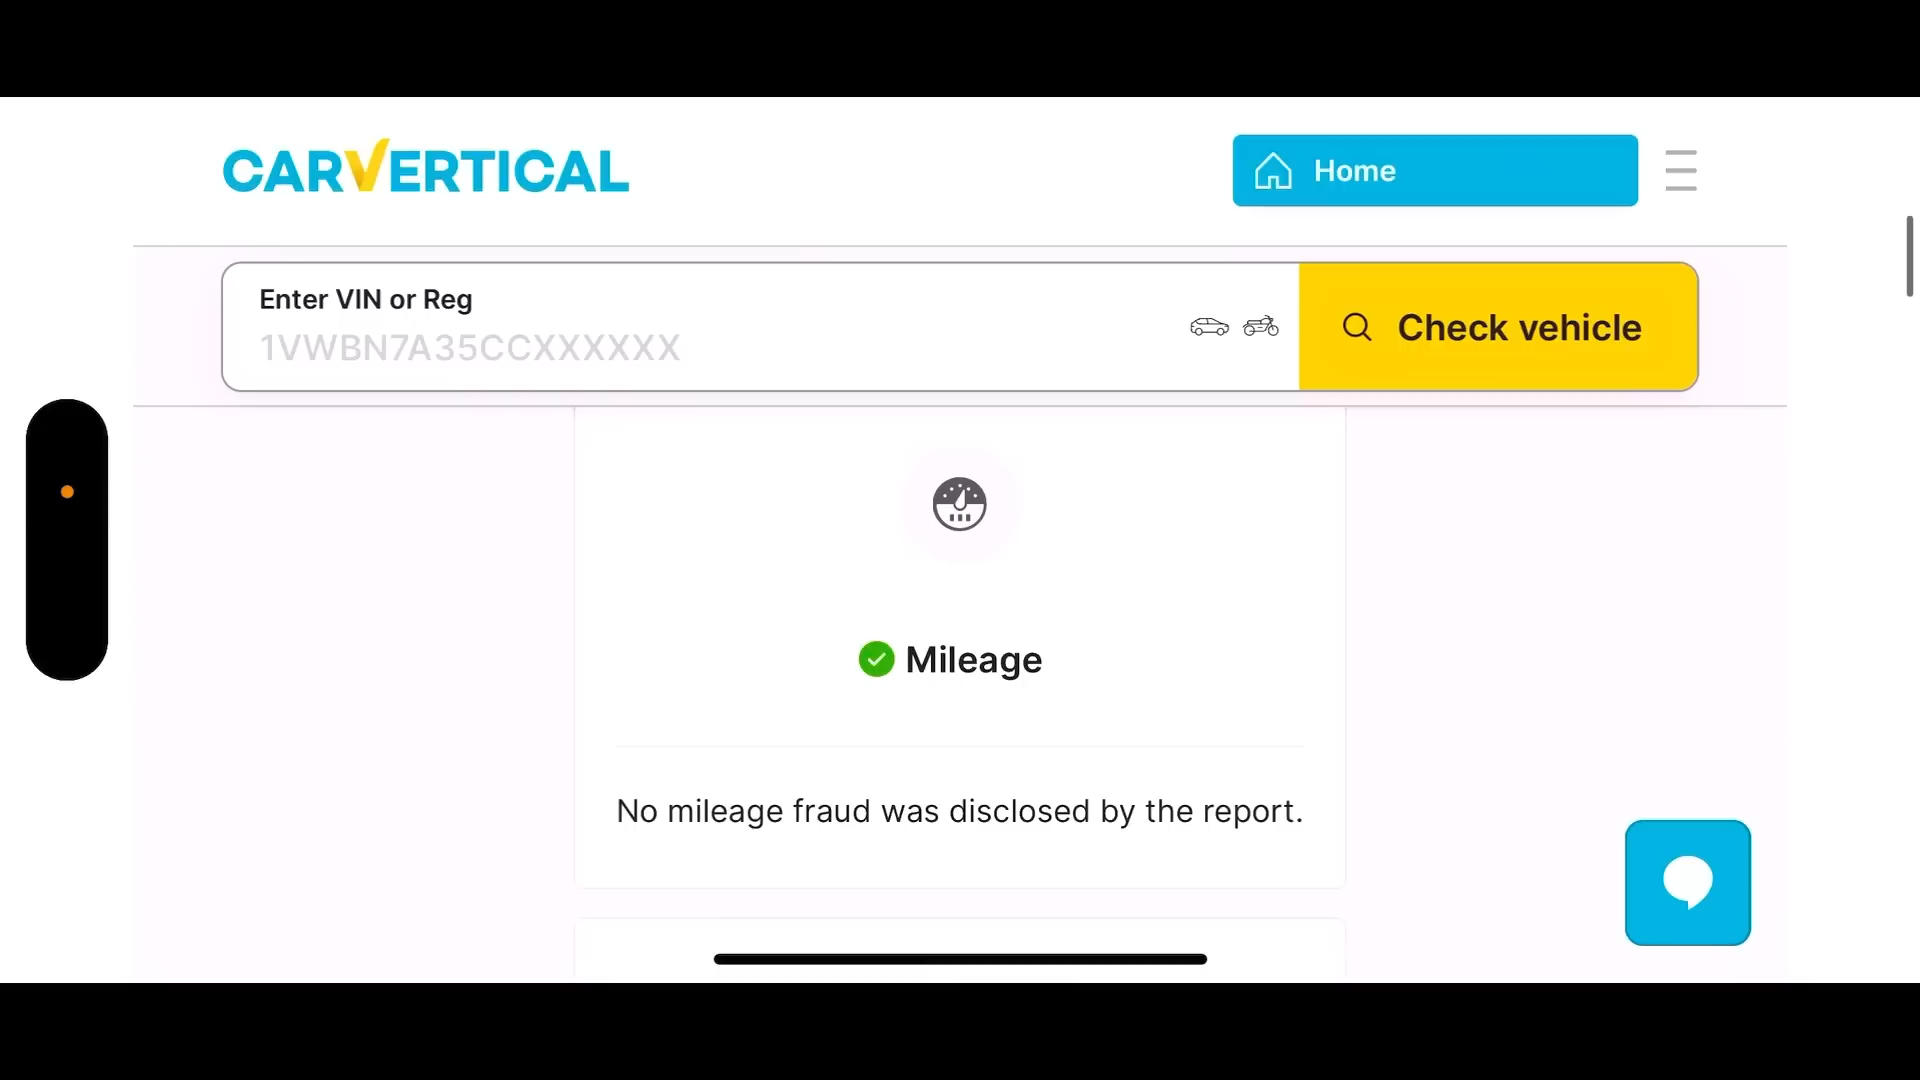 CARVERTICAL
Home
Enter VIN or Reg
1VWBN7A35CCXXXXXX
Check vehicle
Mileage
No mileage fraud was disclosed by the report.